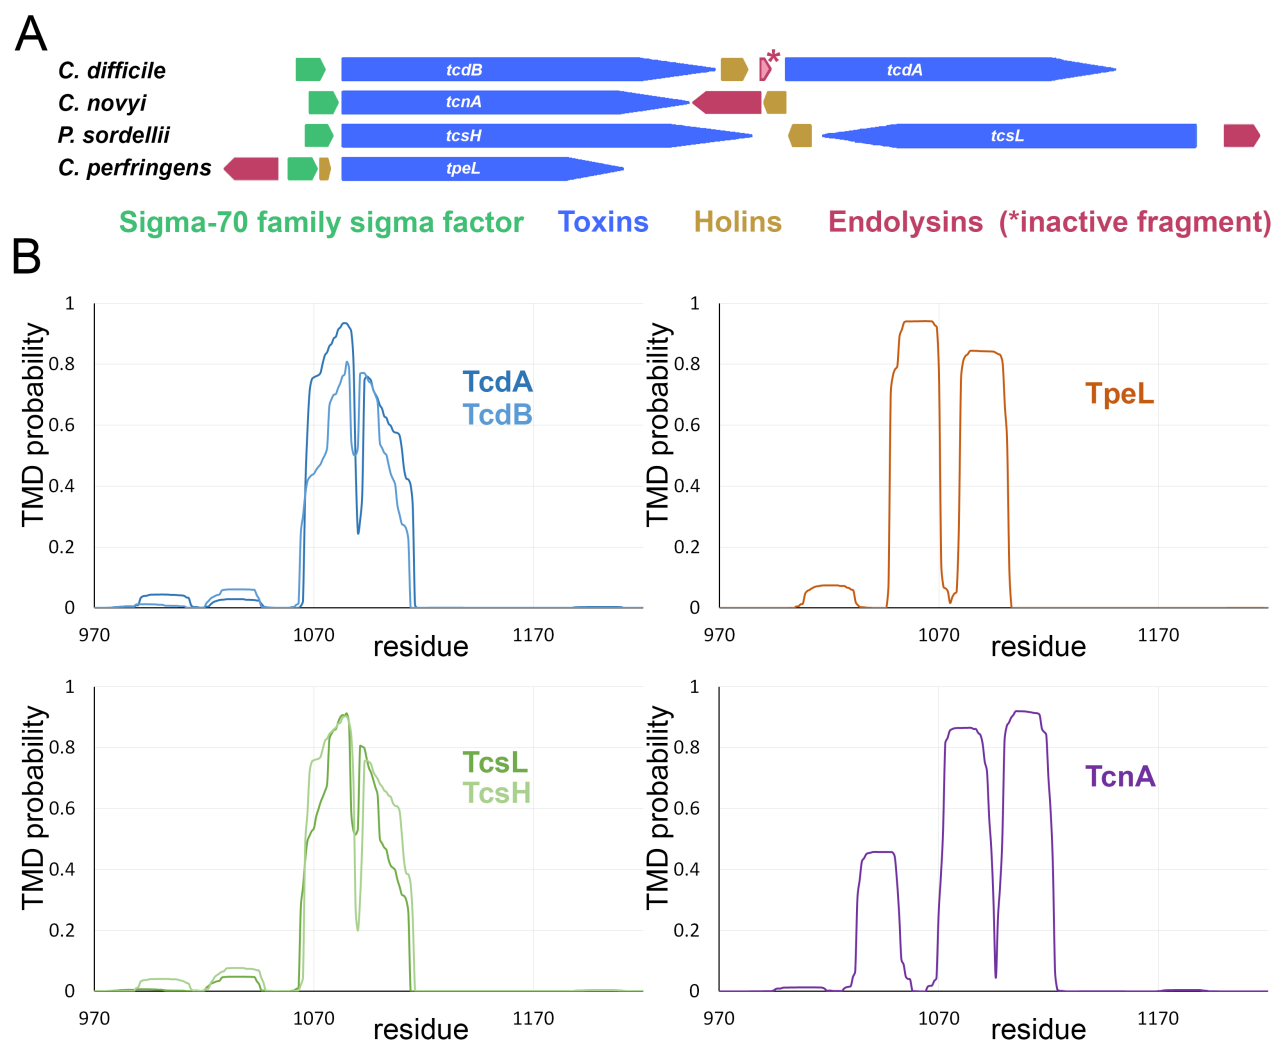 A
C. difficile tcdB * tcdA
C. novyi tcnA
P. sordellii tcsH tcsL
C. perfringens tpeL
Sigma-70 family sigma factor Toxins Holins Endolysins (*inactive fragment)
B
TMD probability
1
0.8
0.6
0.4
0.2
0
970 1070 1170
residue
TcdA
TcdB
TMD probability
1
0.8
0.6
0.4
0.2
0
970 1070 1170
residue
TpeL
TMD probability
1
0.8
0.6
0.4
0.2
0
970 1070 1170
residue
TcsL
TcsH
TMD probability
1
0.8
0.6
0.4
0.2
0
970 1070 1170
residue
TcnA